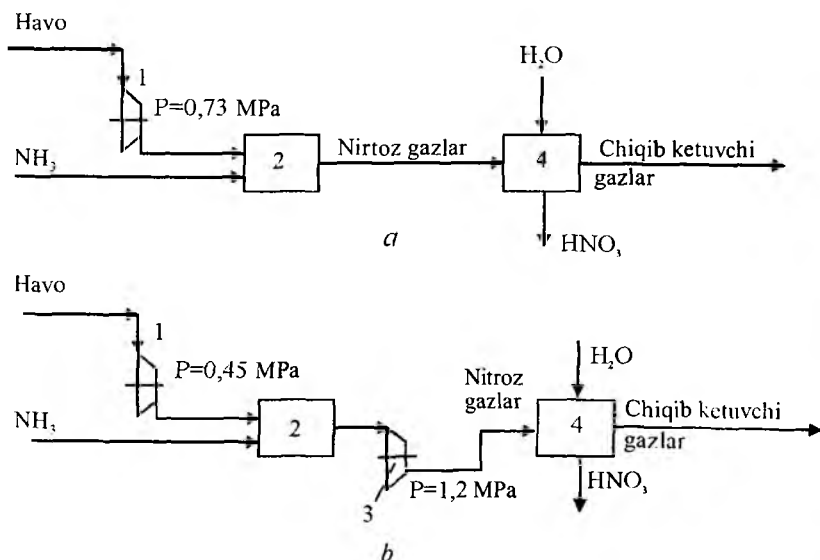 Havo
1
P=0,73 MPa
H₂O
NH₃
2
Nirtoz gazlar
4
Chiqib ketuvchi
gazlar
a
HNO₃
Havo
1
P=0,45 MPa
H₂O
Nitroz
gazlar
NH₃
2
4
Chiqib ketuvchi
gazlar
P=1,2 MPa
HNO₃
3
b